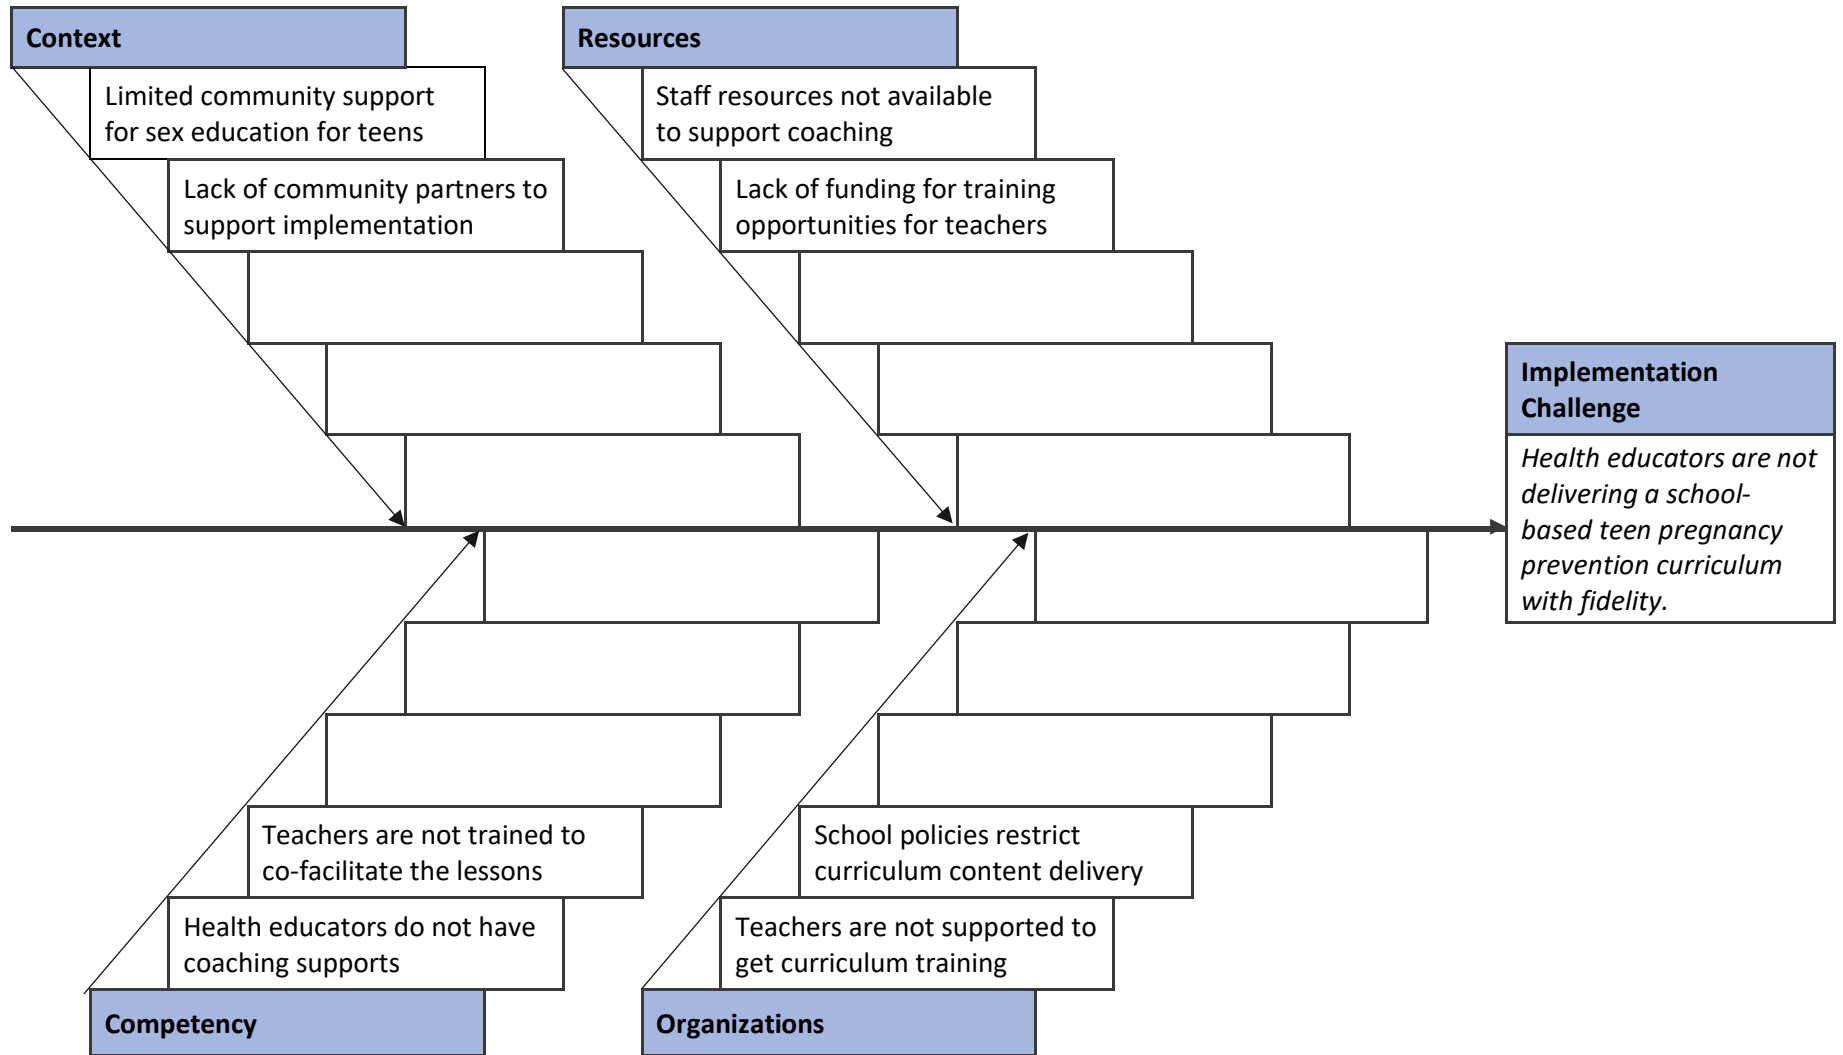 Context
Limited community support
for sex education for teens
Lack of community partners to
support implementation
Resources
Staff resources not available
to support coaching
Lack of funding for training
opportunities for teachers
Implementation
Challenge
Health educators are not
delivering a school-
based teen pregnancy
prevention curriculum
with fidelity.
Teachers are not trained to
co-facilitate the lessons
Health educators do not have
coaching supports
Competency
School policies restrict
curriculum content delivery
Teachers are not supported to
get curriculum training
Organizations